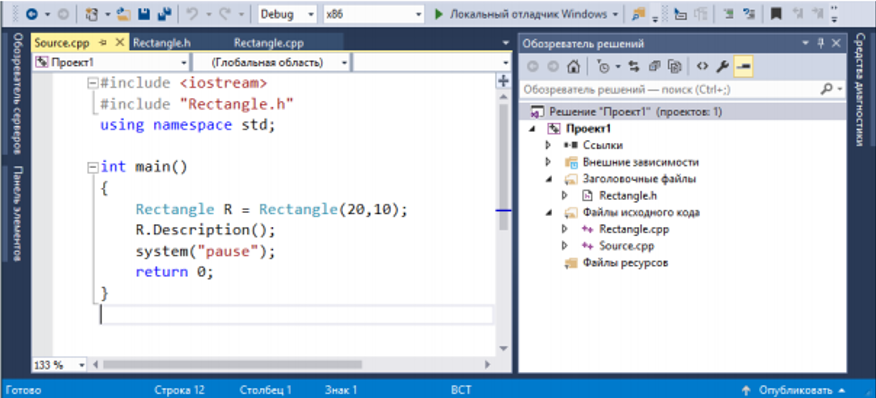 Debug x86 Локальный отладчик Windows
Обозреватель серверов
Панель элементов
Source.cpp Rectangle.h Rectangle.cpp
Проект1 (Глобальная область)
#include <iostream>
#include "Rectangle.h"
using namespace std;
int main()
{
Rectangle R = Rectangle(20,10);
R.Description();
system("pause");
return 0;
}
133 %
Обозреватель решений
Обозреватель решений — поиск (Ctrl+;)
Решение "Проект1" (проектов: 1)
Проект1
Ссылки
Внешние зависимости
Заголовочные файлы
Rectangle.h
Файлы исходного кода
Rectangle.cpp
Source.cpp
Файлы ресурсов
Средства диагностики
Готово Строка 12 Столбец 1 Знак 1 ВСТ Опубликовать